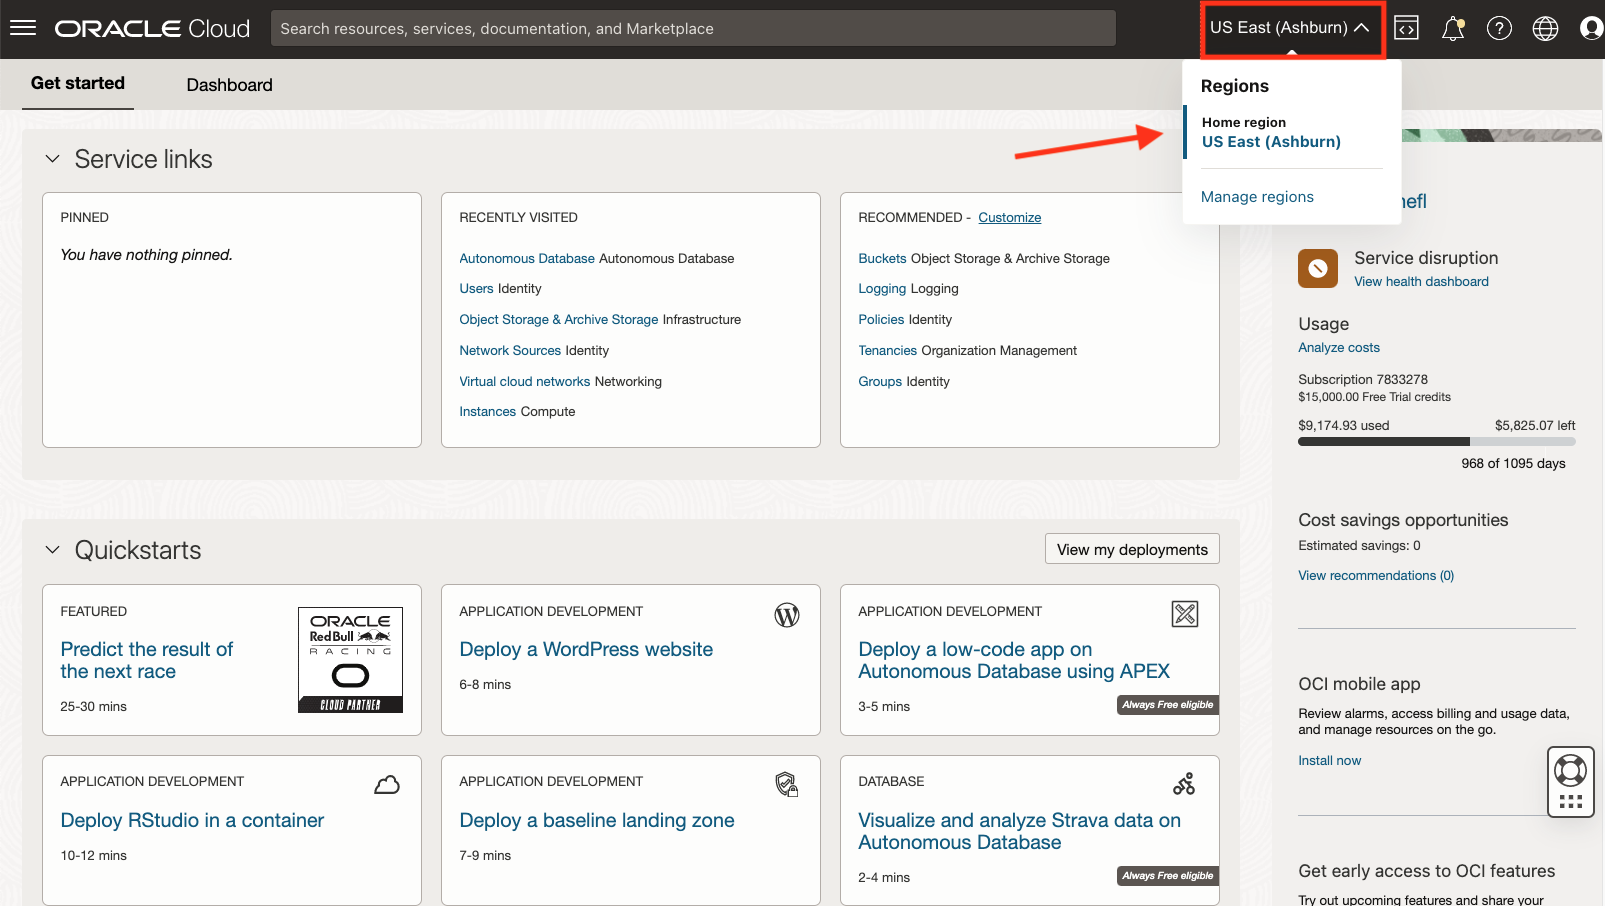 ORACLE Cloud
Search resources, services, documentation, and Marketplace
US East (Ashburn)
Get started
Dashboard
Regions
Home region
US East (Ashburn)
Manage regions
Service links
PINNED
You have nothing pinned.
RECENTLY VISITED
Autonomous Database Autonomous Database
Users Identity
Object Storage & Archive Storage Infrastructure
Network Sources Identity
Virtual cloud networks Networking
Instances Compute
RECOMMENDED - Customize
Buckets Object Storage & Archive Storage
Logging Logging
Policies Identity
Tenancies Organization Management
Groups Identity
Service disruption
View health dashboard
Usage
Analyze costs
Subscription 7833278
$15,000.00 Free Trial credits
$9,174.93 used
$5,825.07 left
968 of 1095 days
Cost savings opportunities
Estimated savings: 0
View recommendations (0)
OCI mobile app
Review alarms, access billing and usage data,
and manage resources on the go.
Install now
Get early access to OCI features
Try out upcoming features and share your
Quickstarts
View my deployments
FEATURED
Predict the result of
the next race
25-30 mins
ORACLE
Red Bull
RACING
CLOUD PARTNER
APPLICATION DEVELOPMENT
Deploy a WordPress website
6-8 mins
APPLICATION DEVELOPMENT
Deploy a low-code app on
Autonomous Database using APEX
3-5 mins
Always Free eligible
APPLICATION DEVELOPMENT
Deploy RStudio in a container
10-12 mins
APPLICATION DEVELOPMENT
Deploy a baseline landing zone
7-9 mins
DATABASE
Visualize and analyze Strava data on
Autonomous Database
2-4 mins
Always Free eligible